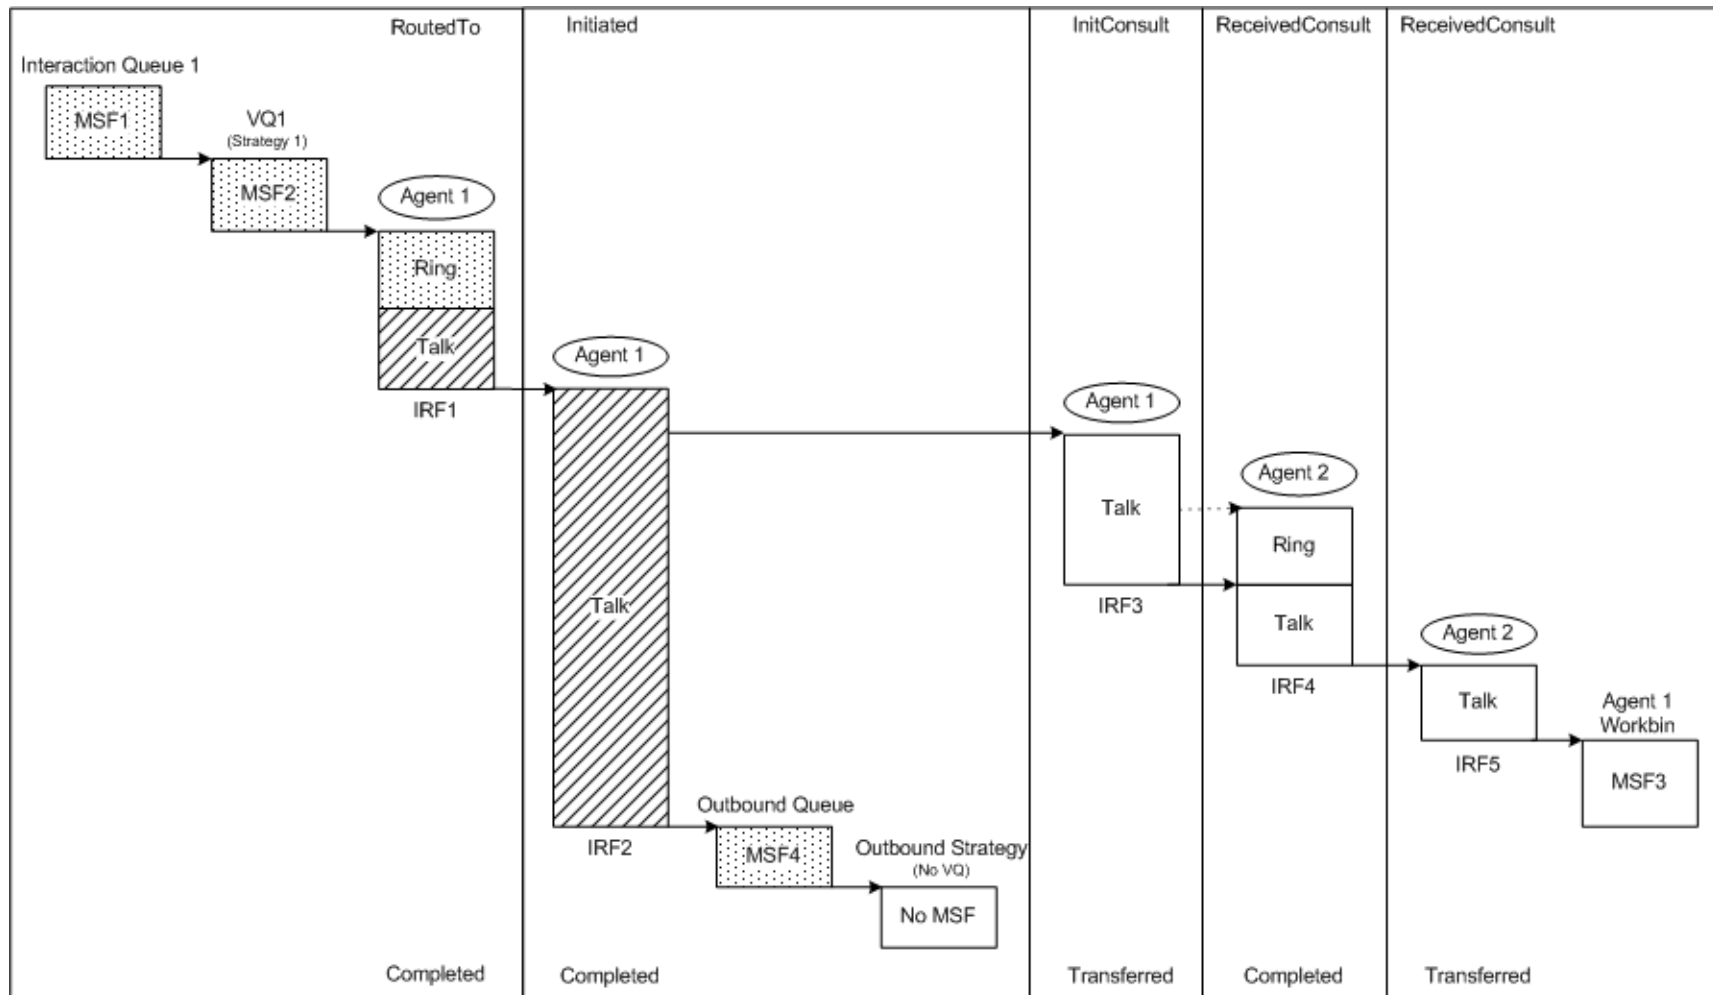 RoutedTo
Initiated
InitConsult
ReceivedConsult
ReceivedConsult
Interaction Queue 1
MSF1
VQ1
(Strategy 1)
MSF2
Agent 1
Ring
Talk
IRF1
Agent 1
Talk
IRF2
Outbound Queue
MSF4
Outbound Strategy
(No VQ)
No MSF
Agent 1
Talk
IRF3
Agent 2
Ring
Talk
IRF4
Agent 2
Talk
IRF5
Agent 1
Workbin
MSF3
Completed
Completed
Transferred
Completed
Transferred